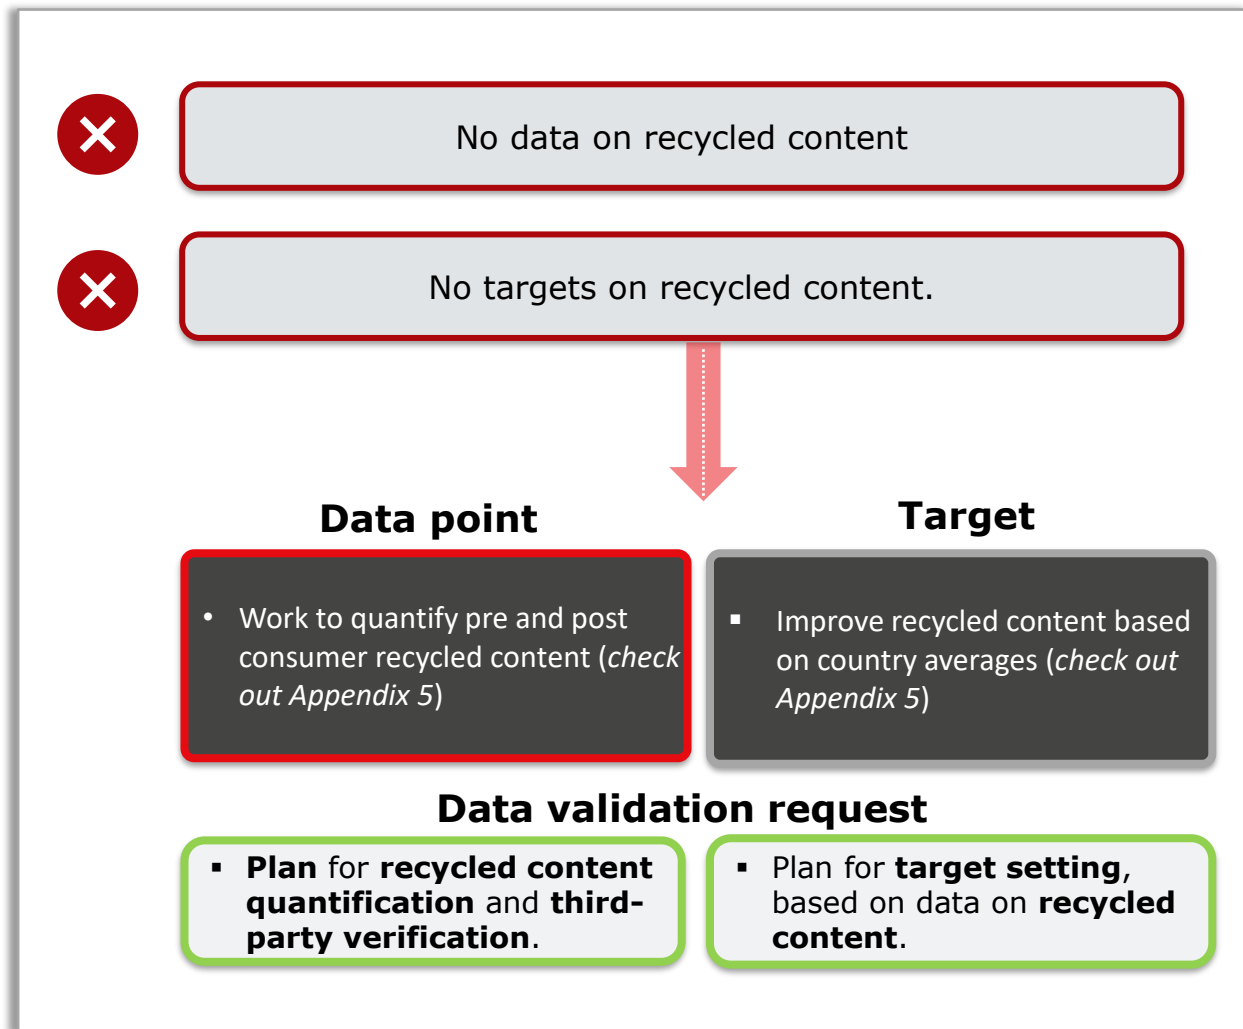 No data on recycled content
No targets on recycled content.
Data point
Target
• Work to quantify pre and post
consumer recycled content (check
out Appendix 5)
▪ Improve recycled content based
on country averages (check out
Appendix 5)
Data validation request
▪ Plan for recycled content
quantification and third-
party verification.
▪ Plan for target setting,
based on data on recycled
content.